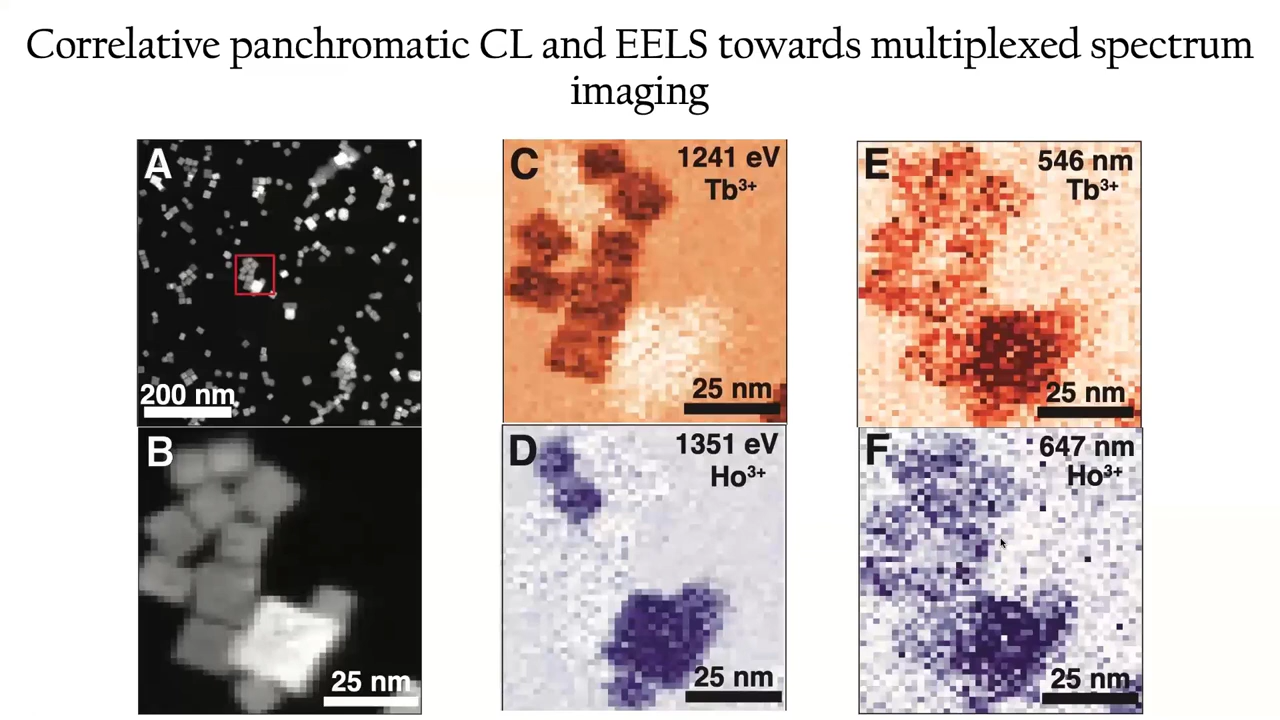 Correlative panchromatic CL and EELS towards multiplexed spectrum
imaging
A
200 nm
B
25 nm
C
1241 eV
Tb³⁺
25 nm
D
1351 eV
Ho³⁺
25 nm
E
546 nm
Tb³⁺
25 nm
F
647 nm
Ho³⁺
25 nm